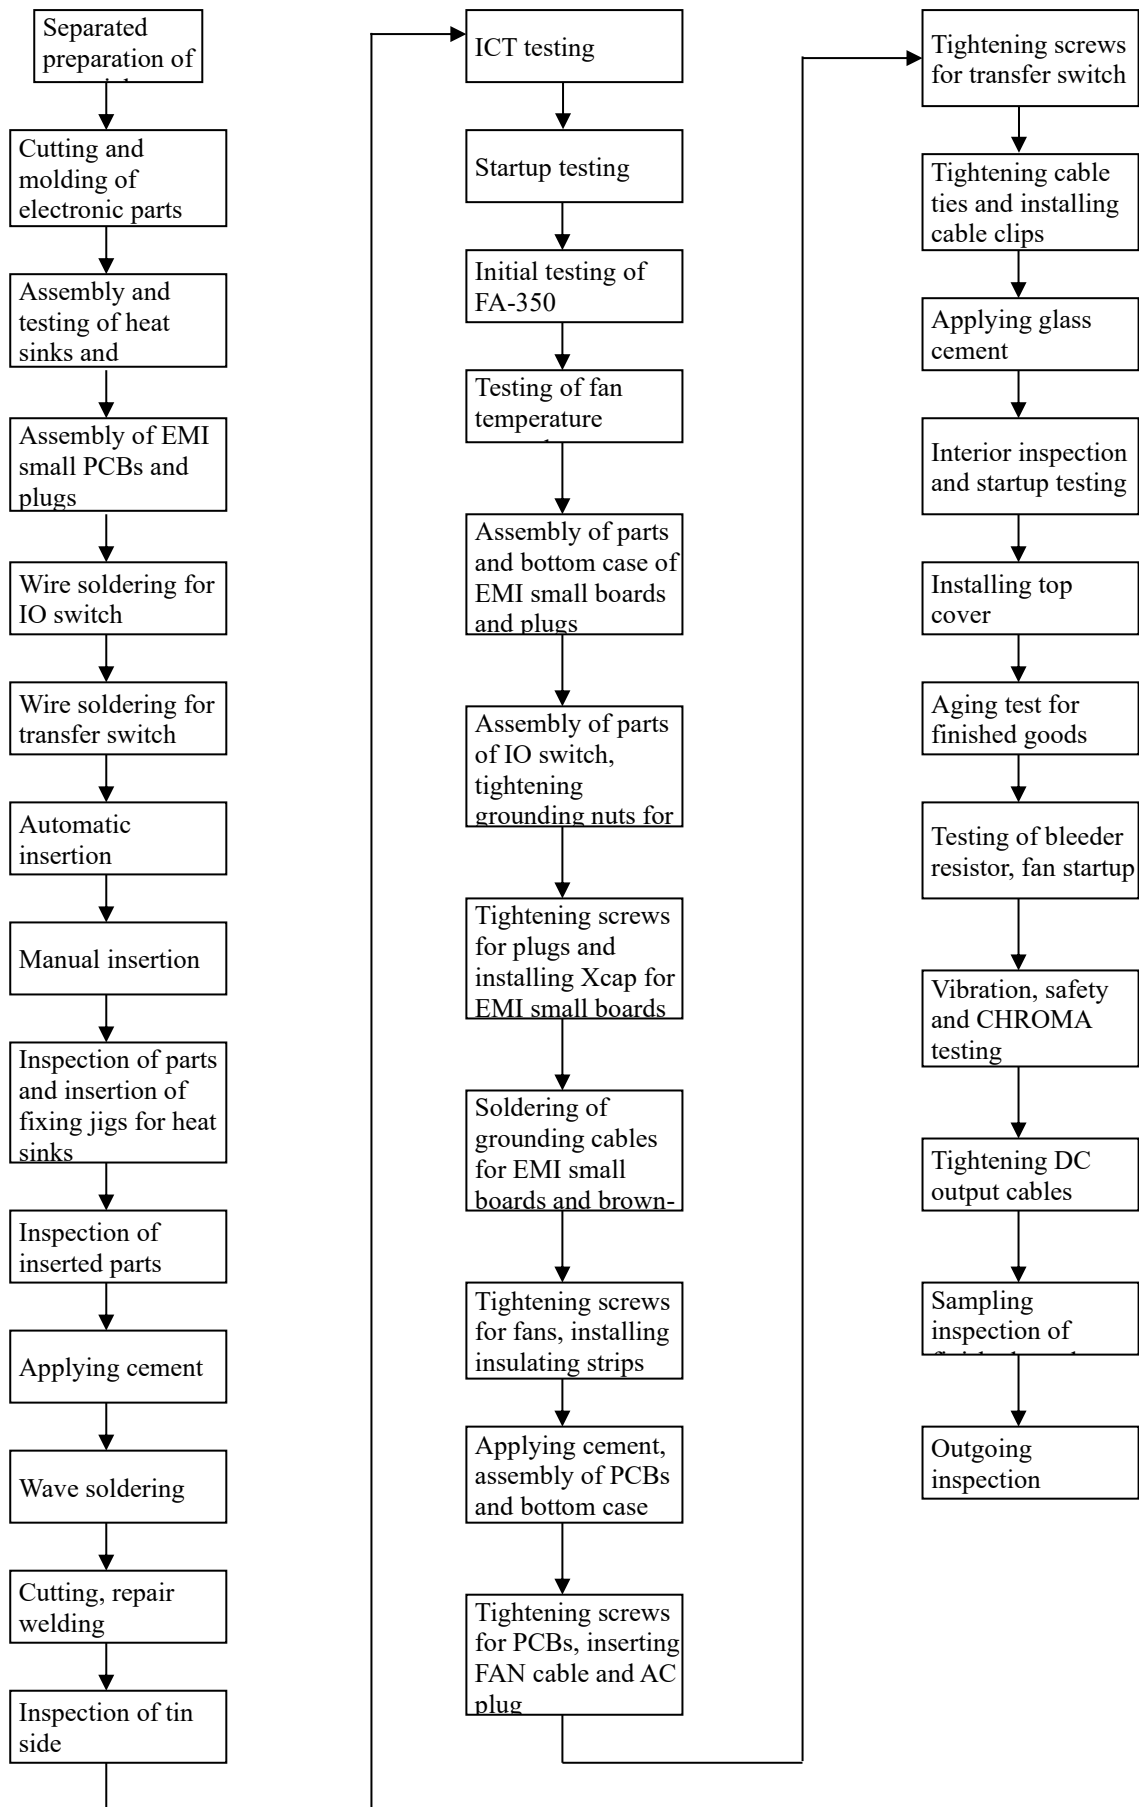 Separated
preparation of
Cutting and
molding of
electronic parts
Assembly and
testing of heat
sinks and
Assembly of EMI
small PCBs and
plugs
Wire soldering for
IO switch
Wire soldering for
transfer switch
Automatic
insertion
Manual insertion
Inspection of parts
and insertion of
fixing jigs for heat
sinks
Inspection of
inserted parts
Applying cement
Wave soldering
Cutting, repair
welding
Inspection of tin
side
ICT testing
Startup testing
Initial testing of
FA-350
Testing of fan
temperature
Assembly of parts
and bottom case of
EMI small boards
and plugs
Assembly of parts
of IO switch,
tightening
grounding nuts for
Tightening screws
for plugs and
installing Xcap for
EMI small boards
Soldering of
grounding cables
for EMI small
boards and brown-
Tightening screws
for fans, installing
insulating strips
Applying cement,
assembly of PCBs
and bottom case
Tightening screws
for PCBs, inserting
FAN cable and AC
plug
Tightening screws
for transfer switch
Tightening cable
ties and installing
cable clips
Applying glass
cement
Interior inspection
and startup testing
Installing top
cover
Aging test for
finished goods
Testing of bleeder
resistor, fan startup
Vibration, safety
and CHROMA
testing
Tightening DC
output cables
Sampling
inspection of
Outgoing
inspection